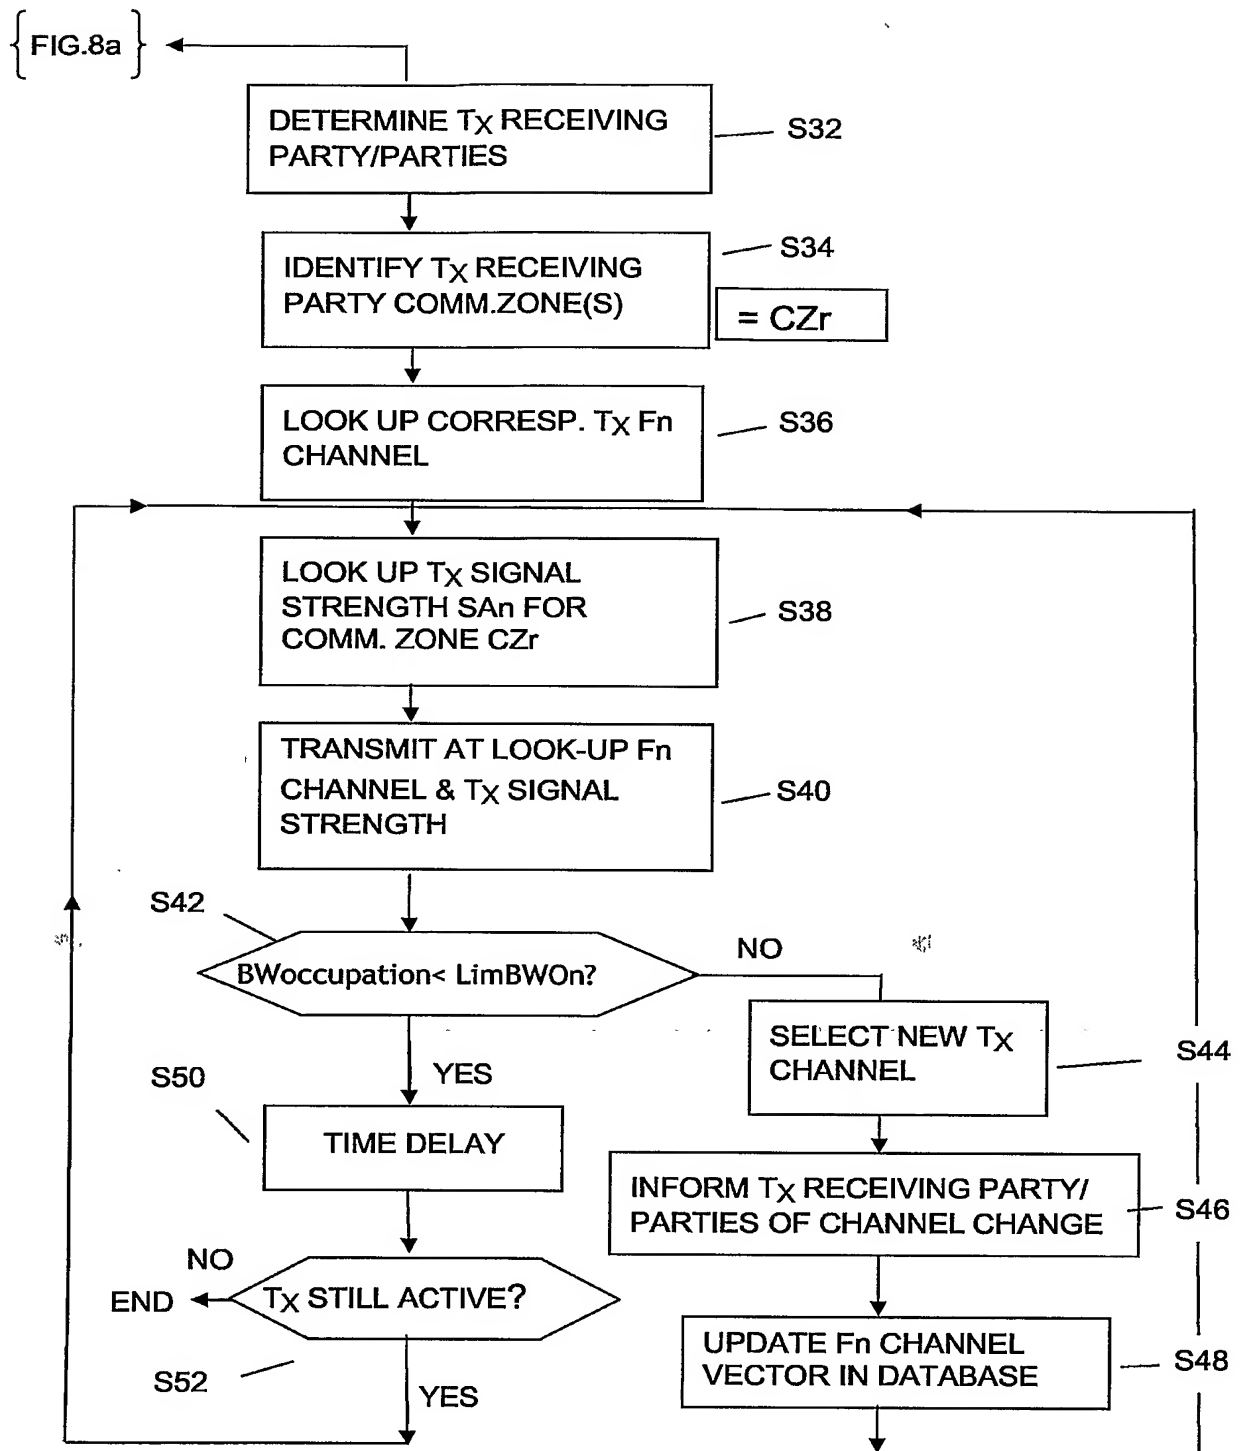 {FIG.8a}
DETERMINE TX RECEIVING
PARTY/PARTIES
S32
IDENTIFY TX RECEIVING
PARTY COMM.ZONE(S)
S34
= CZr
LOOK UP CORRESP. TX Fn
CHANNEL
S36
LOOK UP TX SIGNAL
STRENGTH SAn FOR
COMM. ZONE CZr
S38
TRANSMIT AT LOOK-UP Fn
CHANNEL & TX SIGNAL
STRENGTH
S40
S42
BWoccupation< LimBWOn?
NO
YES
SELECT NEW TX
CHANNEL
S44
S50
TIME DELAY
INFORM TX RECEIVING PARTY/
PARTIES OF CHANNEL CHANGE
S46
NO
END
TX STILL ACTIVE?
S52
YES
UPDATE Fn CHANNEL
VECTOR IN DATABASE
S48